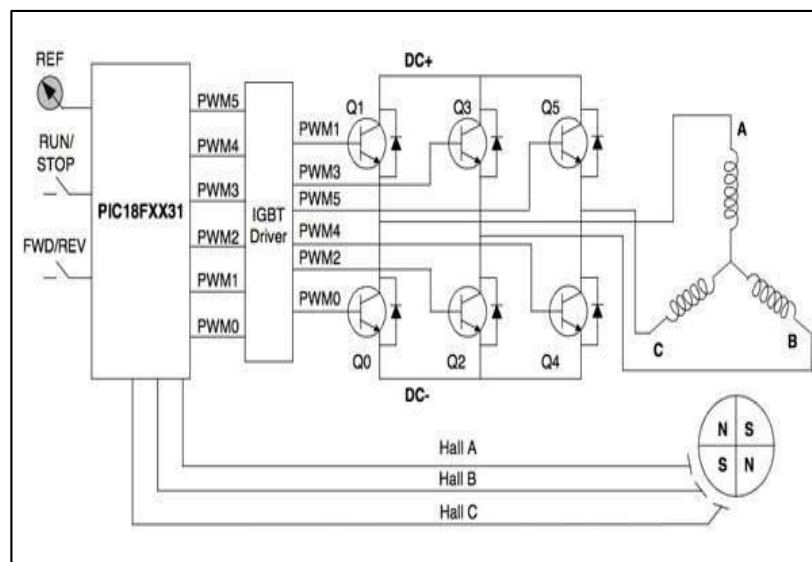 REF
RUN/
STOP
FWD/REV
PIC18FXX31
PWM5
PWM4
PWM3
PWM2
PWM1
PWM0
IGBT
Driver
PWM1
PWM3
PWM5
PWM4
PWM2
PWM0
DC+
Q1
Q3
Q5
Q0
Q2
Q4
DC-
A
B
C
N S
S N
Hall A
Hall B
Hall C